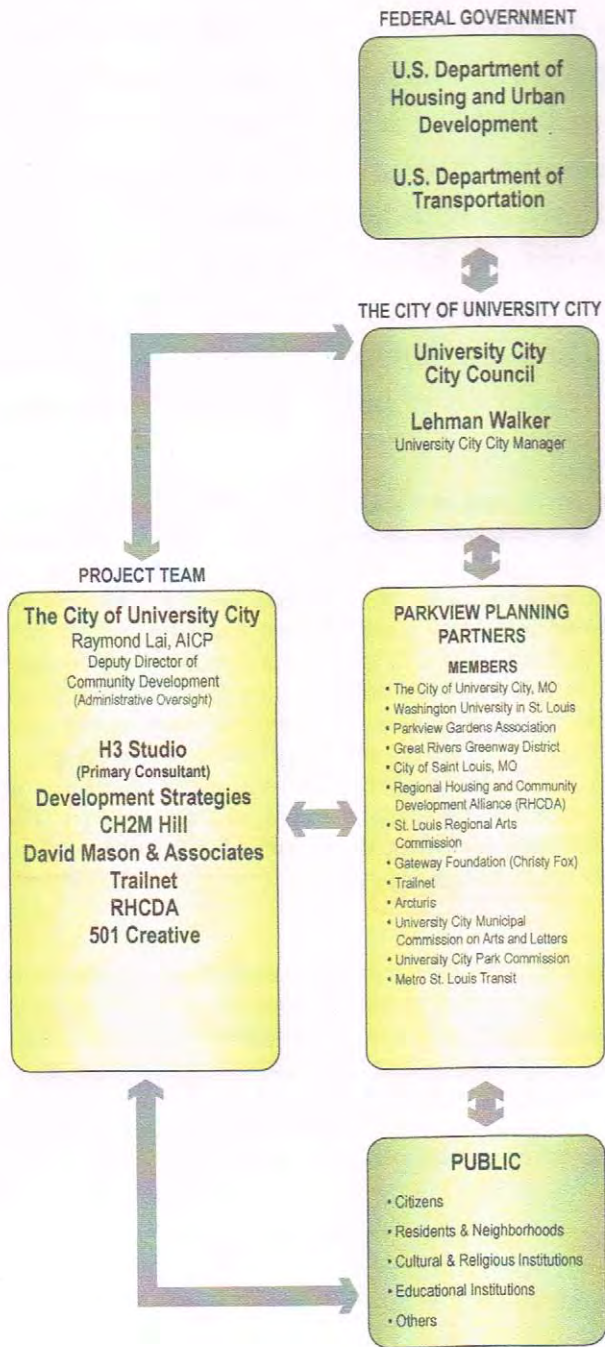 FEDERAL GOVERNMENT
U.S. Department of
Housing and Urban
Development
U.S. Department of
Transportation
THE CITY OF UNIVERSITY CITY
University City
City Council
Lehman Walker
University City City Manager
PROJECT TEAM
The City of University City
Raymond Lai, AICP
Deputy Director of
Community Development
(Administrative Oversight)
H3 Studio
(Primary Consultant)
Development Strategies
CH2M Hill
David Mason & Associates
Trailnet
RHCDA
501 Creative
PARKVIEW PLANNING
PARTNERS
MEMBERS
• The City of University City, MO
• Washington University in St. Louis
• Parkview Gardens Association
• Great Rivers Greenway District
• City of Saint Louis, MO
• Regional Housing and Community
Development Alliance (RHCDA)
• St. Louis Regional Arts
Commission
• Gateway Foundation (Christy Fox)
• Trailnet
• Arcturis
• University City Municipal
Commission on Arts and Letters
• University City Park Commission
• Metro St. Louis Transit
PUBLIC
• Citizens
• Residents & Neighborhoods
• Cultural & Religious Institutions
• Educational Institutions
• Others